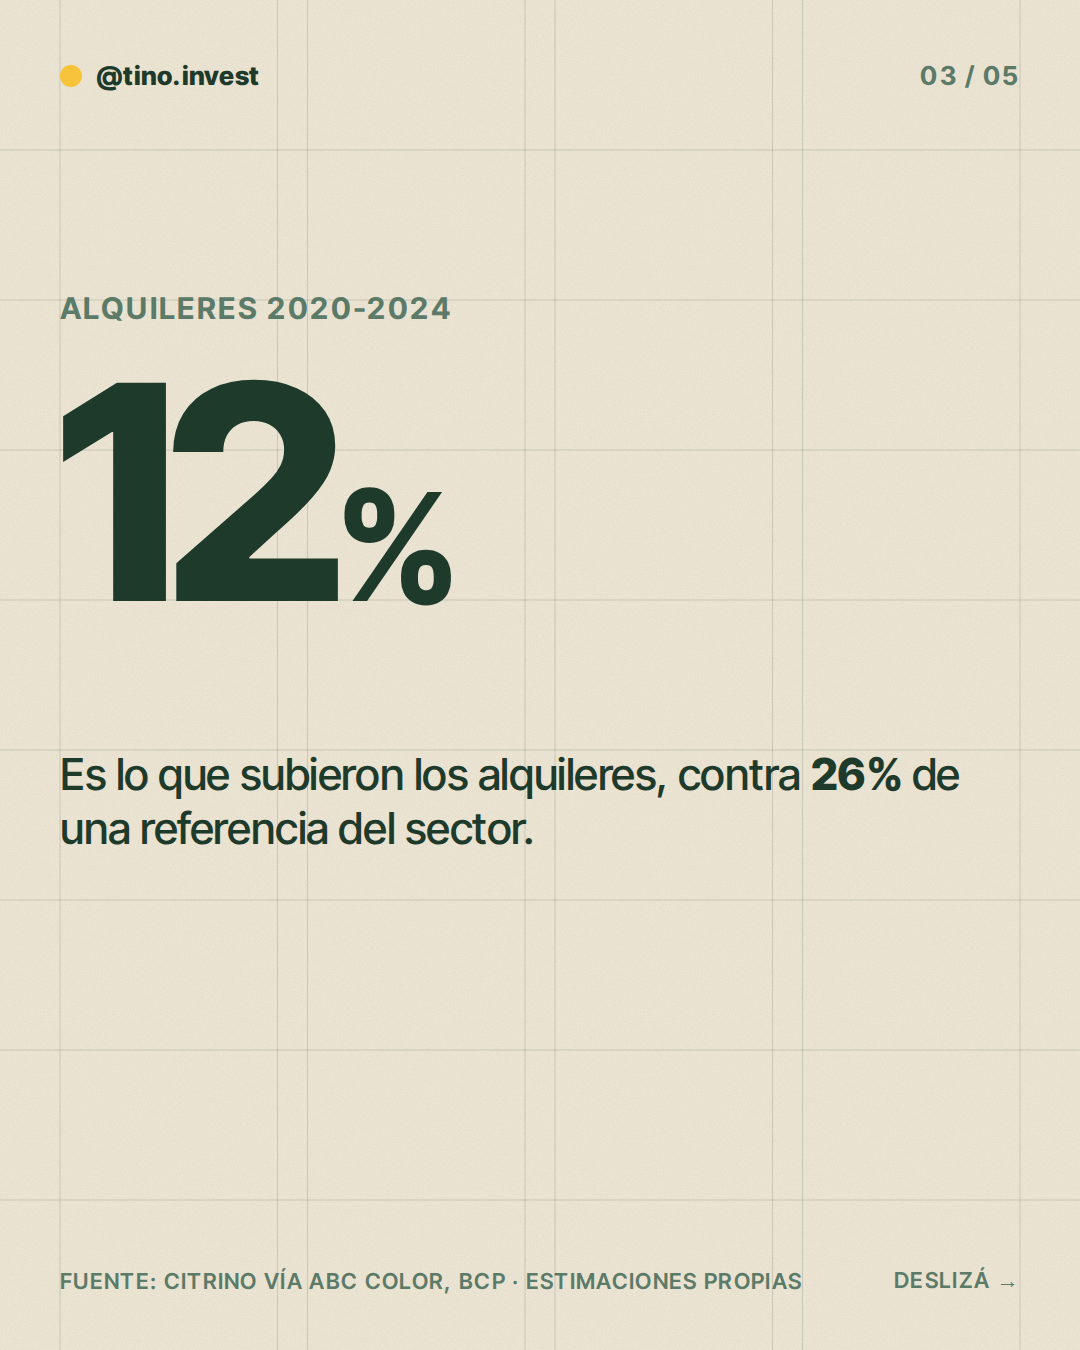 @tino.invest
03 / 05
ALQUILERES 2020-2024
12%
Es lo que subieron los alquileres, contra 26% de
una referencia del sector.
FUENTE: CITRINO VÍA ABC COLOR, BCP · ESTIMACIONES PROPIAS
DESLIZÁ →